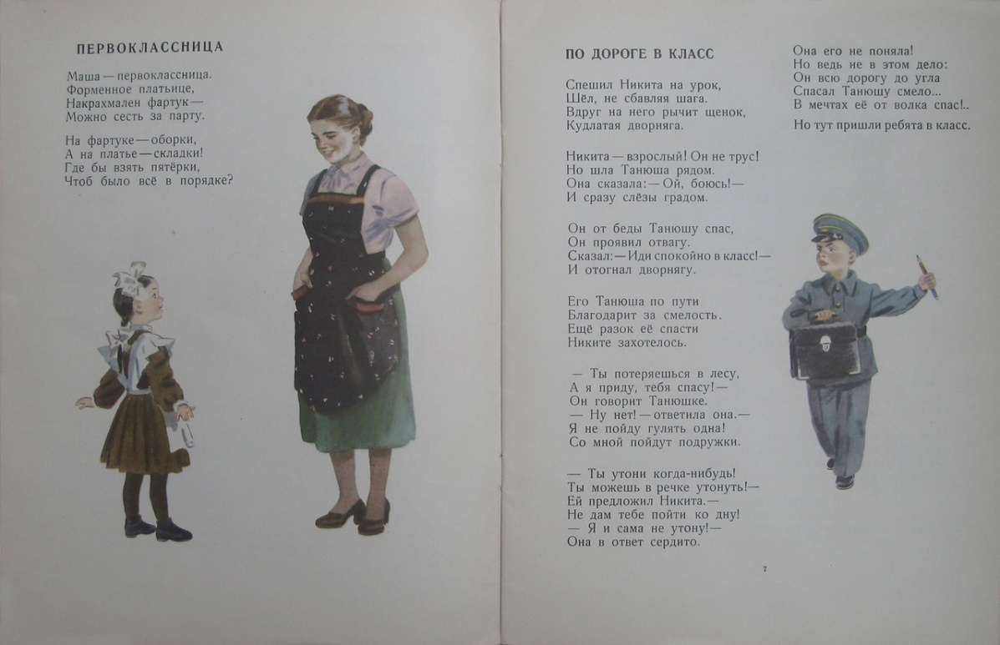 ПЕРВОКЛАССНИЦА
Маша — первоклассница.
Форменное платьице,
Накрахмален фартук —
Можно сесть за парту.
На фартуке — оборки,
А на платье — складки!
Где бы взять пятёрки,
Чтоб было всё в порядке?
ПО ДОРОГЕ В КЛАСС
Спешил Никита на урок,
Шёл, не сбавляя шага.
Вдруг на него рычит щенок,
Кудлатая дворняга.
Никита — взрослый! Он не трус!
Но шла Танюша рядом.
Она сказала: — Ой, боюсь! —
И сразу слёзы градом.
Он от беды Танюшу спас,
Он проявил отвагу.
Сказал: — Иди спокойно в класс! —
И отогнал дворнягу.
Его Танюша по пути
Благодарит за смелость.
Ещё разок её спасти
Никите захотелось.
— Ты потеряешься в лесу,
А я приду, тебя спасу! —
Он говорит Танюшке.
— Ну нет! — ответила она. —
Я не пойду гулять одна!
Со мной пойдут подружки.
— Ты утони когда-нибудь!
Ты можешь в речке утонуть! —
Ей предложил Никита. —
Не дам тебе пойти ко дну!
— Я и сама не утону! —
Она в ответ сердито.
Она его не поняла!
Но ведь не в этом дело:
Он всю дорогу до угла
Спасал Танюшу смело...
В мечтах её от волка спас!..
Но тут пришли ребята в класс.
7